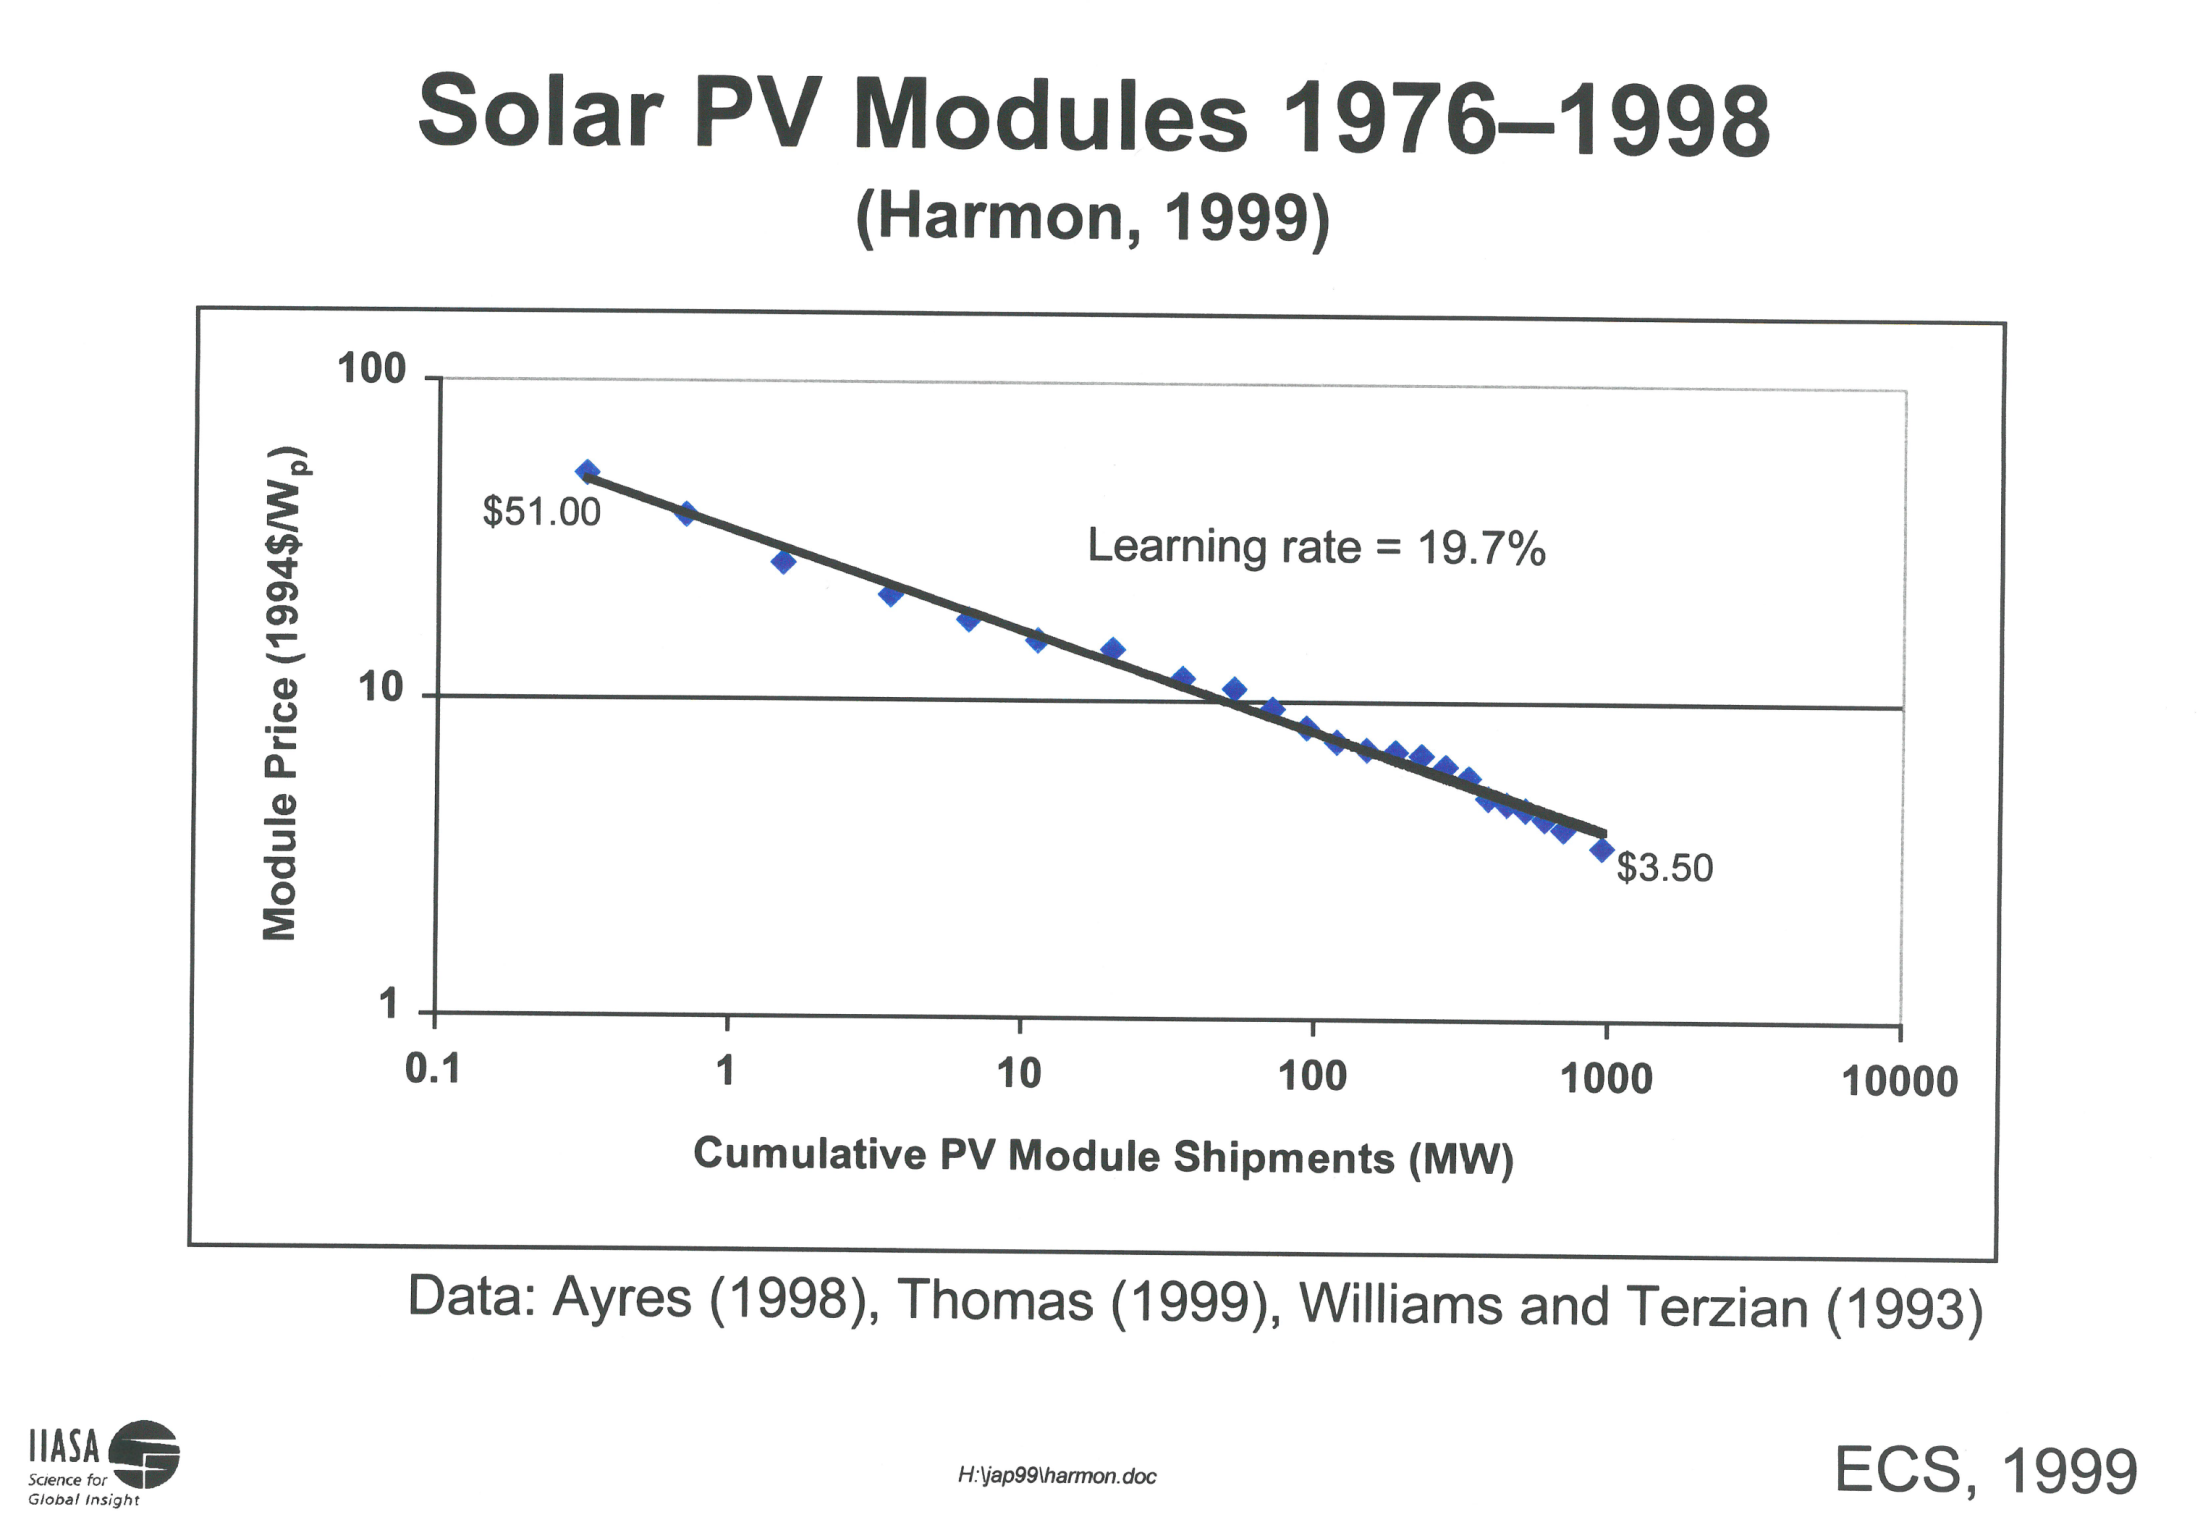 Solar PV Modules 1976–1998
(Harmon, 1999)
100
10
1
Module Price (1994$/Wp)
$51.00
Learning rate = 19.7%
$3.50
0.1 1 10 100 1000 10000
Cumulative PV Module Shipments (MW)
Data: Ayres (1998), Thomas (1999), Williams and Terzian (1993)
IIASA
Science for
Global Insight
H:\jap99\harmon.doc
ECS, 1999